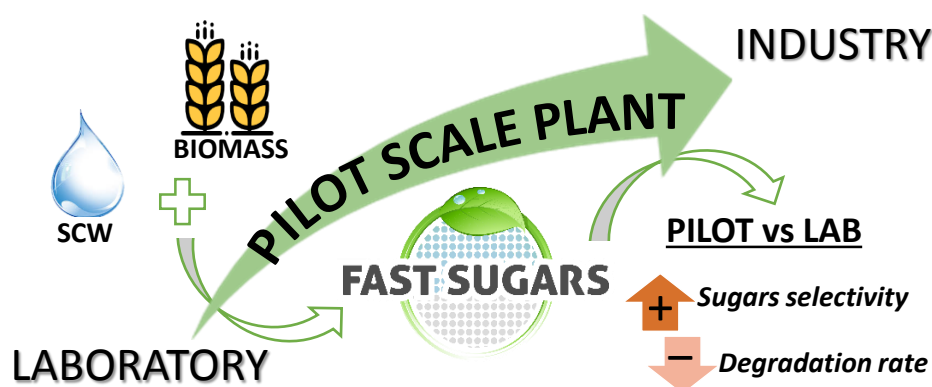 INDUSTRY
PILOT SCALE PLANT
BIOMASS
SCW
PILOT vs LAB
FAST SUGARS
+ Sugars selectivity
− Degradation rate
LABORATORY